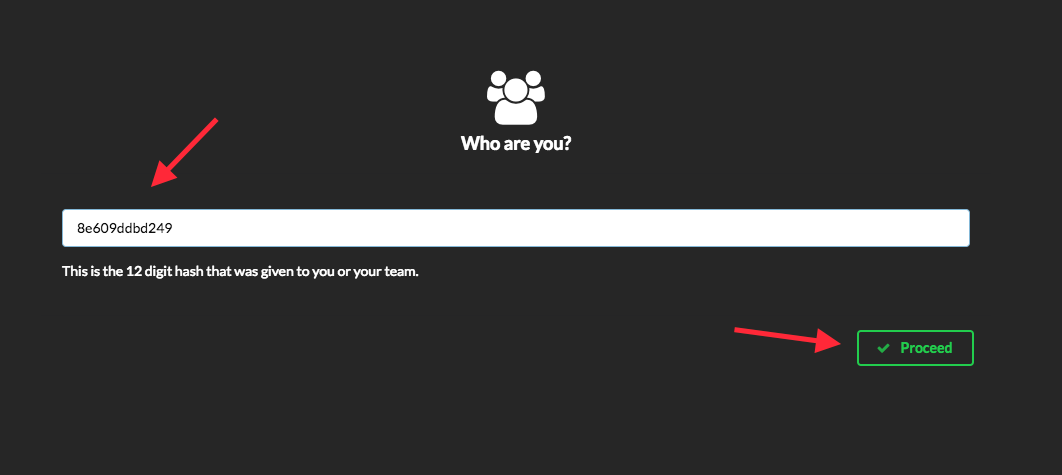 Who are you?
8e609ddbd249
This is the 12 digit hash that was given to you or your team.
Proceed